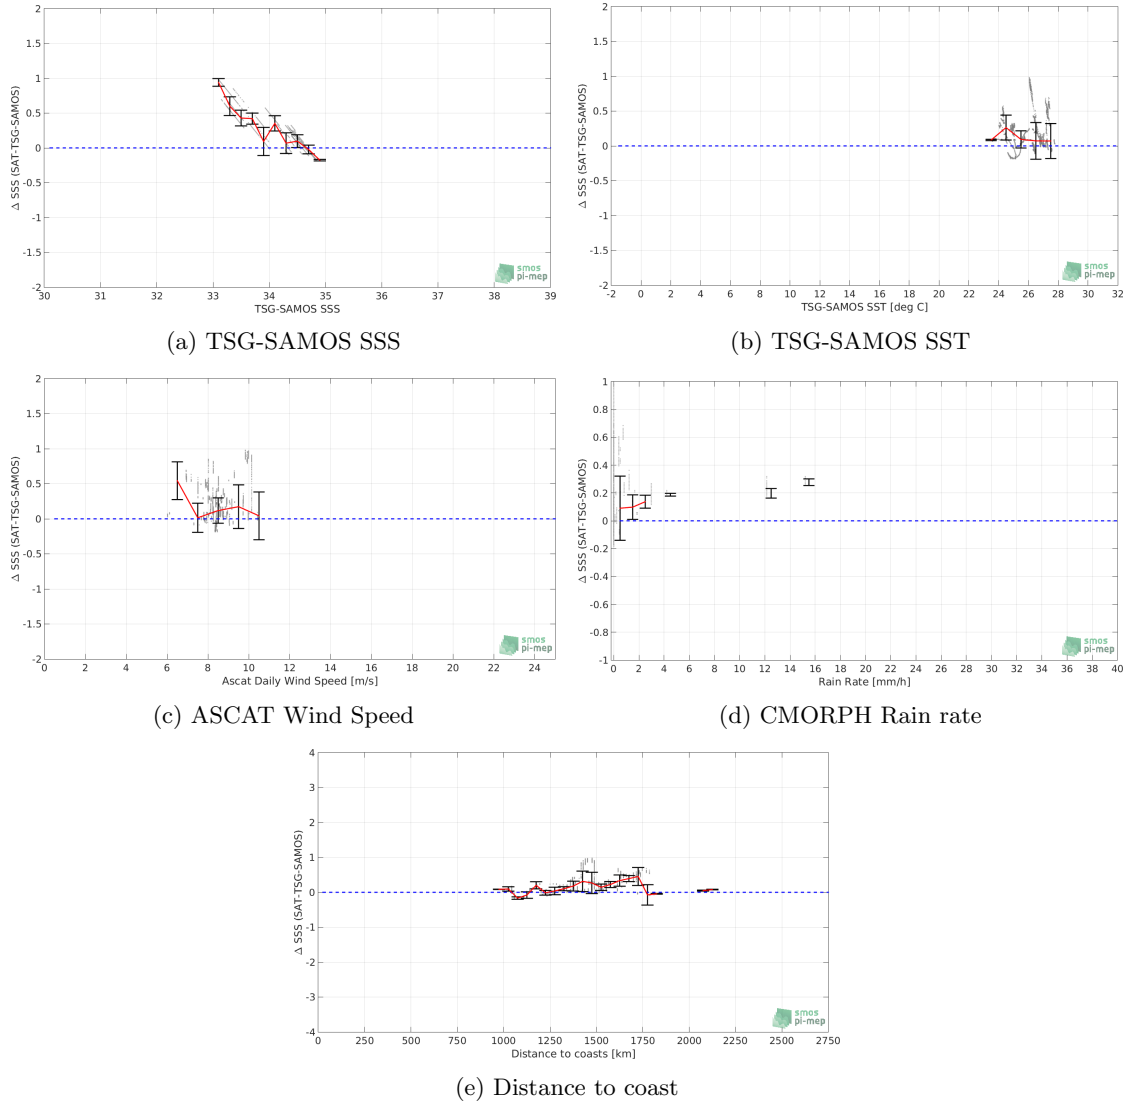 2
1.5
1
0.5
0
-0.5
-1
-1.5
-2
Δ SSS (SAT-TSG-SAMOS)
30 31 32 33 34 35 36 37 38 39
TSG-SAMOS SSS
smos
pi-mep
(a) TSG-SAMOS SSS
2
1.5
1
0.5
0
-0.5
-1
-1.5
-2
Δ SSS (SAT-TSG-SAMOS)
-2 0 2 4 6 8 10 12 14 16 18 20 22 24 26 28 30 32
TSG-SAMOS SST [deg C]
smos
pi-mep
(b) TSG-SAMOS SST
2
1.5
1
0.5
0
-0.5
-1
-1.5
-2
Δ SSS (SAT-TSG-SAMOS)
0 2 4 6 8 10 12 14 16 18 20 22 24
Ascat Daily Wind Speed [m/s]
smos
pi-mep
(c) ASCAT Wind Speed
1
0.8
0.6
0.4
0.2
0
-0.2
-0.4
-0.6
-0.8
-1
Δ SSS (SAT-TSG-SAMOS)
0 2 4 6 8 10 12 14 16 18 20 22 24 26 28 30 32 34 36 38 40
Rain Rate [mm/h]
smos
pi-mep
(d) CMORPH Rain rate
4
3
2
1
0
-1
-2
-3
-4
Δ SSS (SAT-TSG-SAMOS)
0 250 500 750 1000 1250 1500 1750 2000 2250 2500 2750
Distance to coasts [km]
smos
pi-mep
(e) Distance to coast